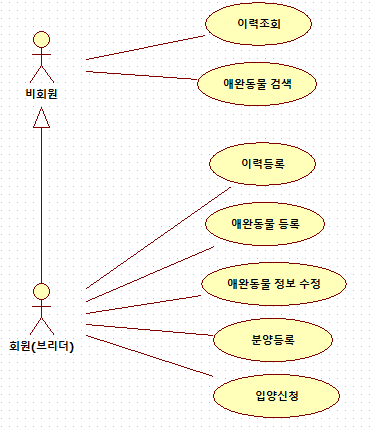 이력조회
애완동물 검색
비회원
이력등록
애완동물 등록
애완동물 정보 수정
회원(브리더)
분양등록
입양신청